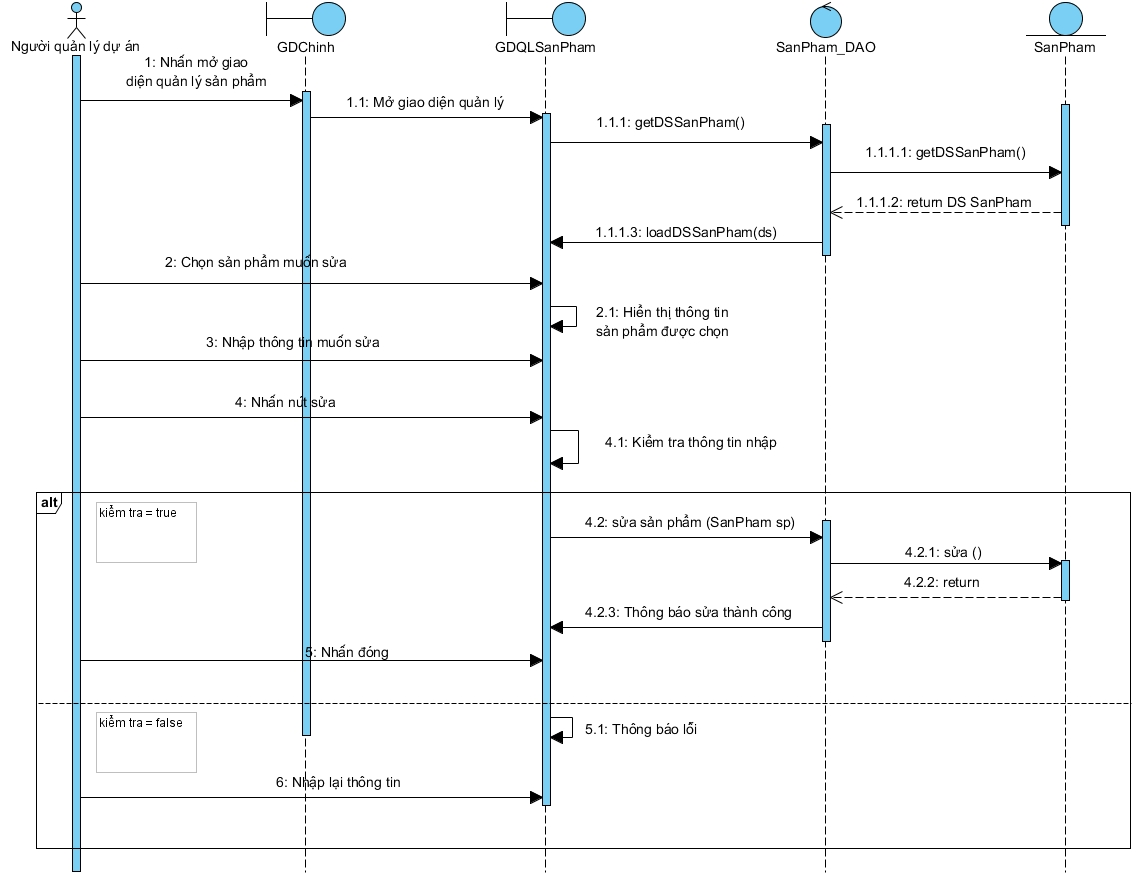 Người quản lý dự án
GDChinh
GDQLSanPham
SanPham_DAO
SanPham
1: Nhấn mở giao
diện quản lý sản phẩm
1.1: Mở giao diện quản lý
1.1.1: getDSSanPham()
1.1.1.1: getDSSanPham()
1.1.1.2: return DS SanPham
1.1.1.3: loadDSSanPham(ds)
2: Chọn sản phẩm muốn sửa
2.1: Hiển thị thông tin
sản phẩm được chọn
3: Nhập thông tin muốn sửa
4: Nhấn nút sửa
4.1: Kiểm tra thông tin nhập
alt
kiểm tra = true
4.2: sửa sản phẩm (SanPham sp)
4.2.1: sửa ()
4.2.2: return
4.2.3: Thông báo sửa thành công
5: Nhấn đóng
kiểm tra = false
5.1: Thông báo lỗi
6: Nhập lại thông tin